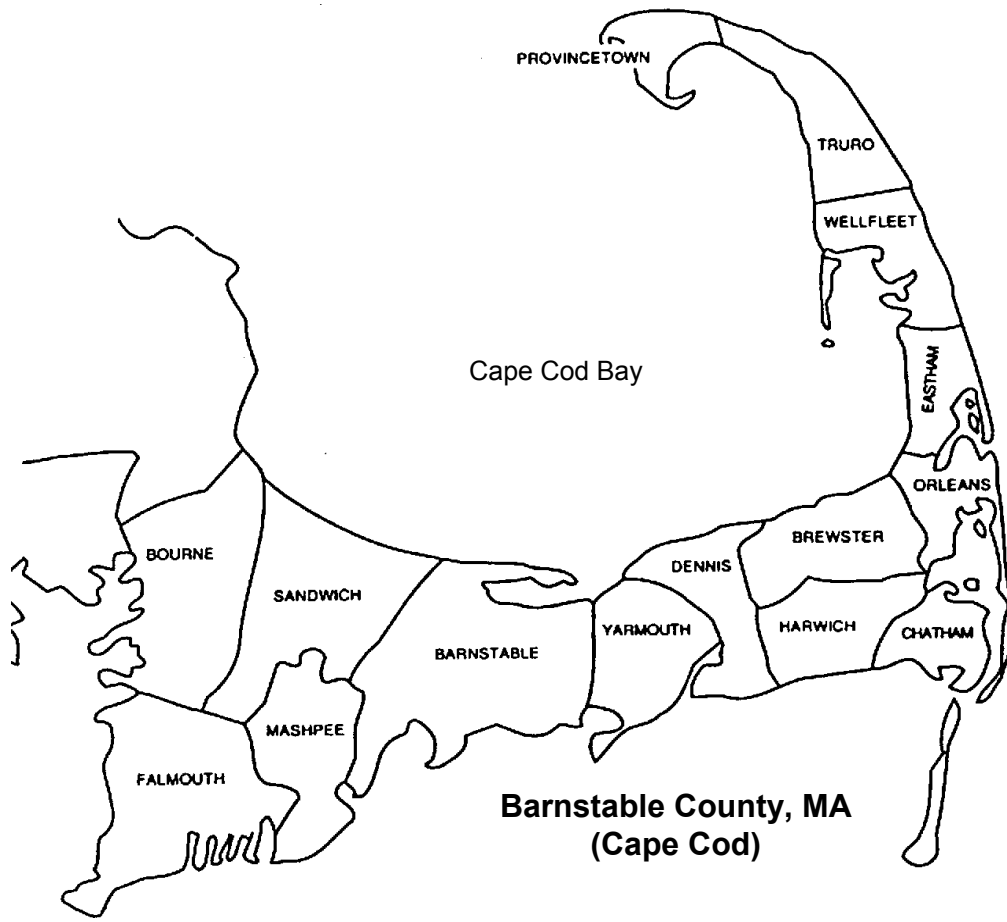 PROVINCETOWN
TRURO
WELLFLEET
Cape Cod Bay
EASTHAM
ORLEANS
BREWSTER
BOURNE
DENNIS
SANDWICH
YARMOUTH
HARWICH
CHATHAM
BARNSTABLE
MASHPEE
FALMOUTH
Barnstable County, MA
(Cape Cod)